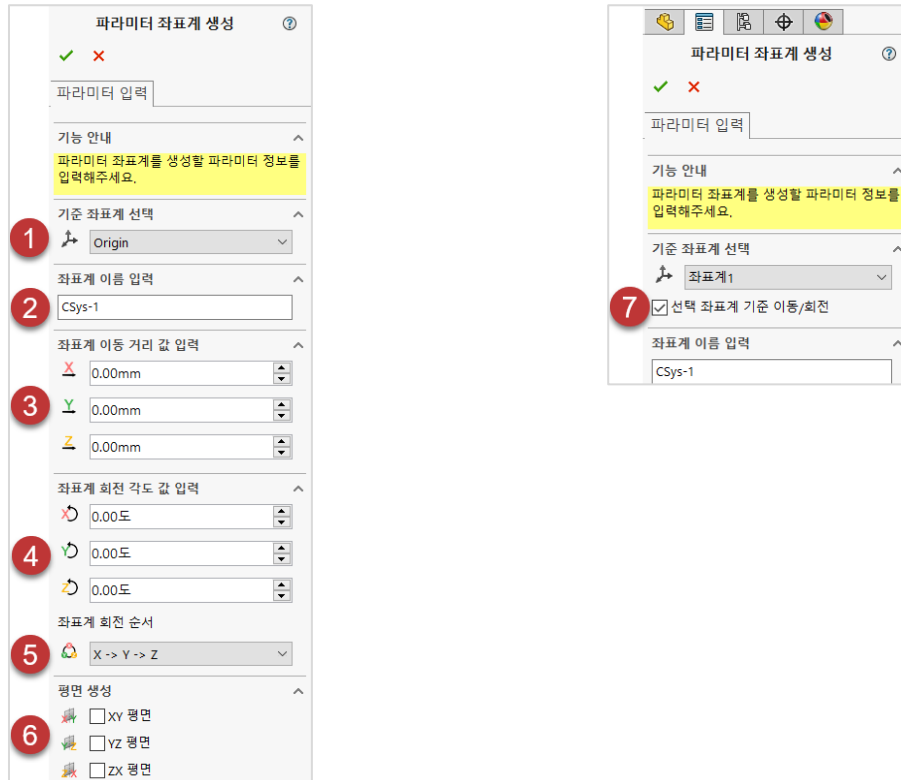 파라미터 좌표계 생성
파라미터 입력
기능 안내
파라미터 좌표계를 생성할 파라미터 정보를
입력해주세요.
기준 좌표계 선택
1
Origin
좌표계 이름 입력
2
CSys-1
좌표계 이동 거리 값 입력
X
0.00mm
3
Y
0.00mm
Z
0.00mm
좌표계 회전 각도 값 입력
X
0.00도
4
Y
0.00도
Z
0.00도
좌표계 회전 순서
5
X -> Y -> Z
평면 생성
XY 평면
6
YZ 평면
ZX 평면
파라미터 좌표계 생성
파라미터 입력
기능 안내
파라미터 좌표계를 생성할 파라미터 정보를
입력해주세요.
기준 좌표계 선택
좌표계1
7
선택 좌표계 기준 이동/회전
좌표계 이름 입력
CSys-1